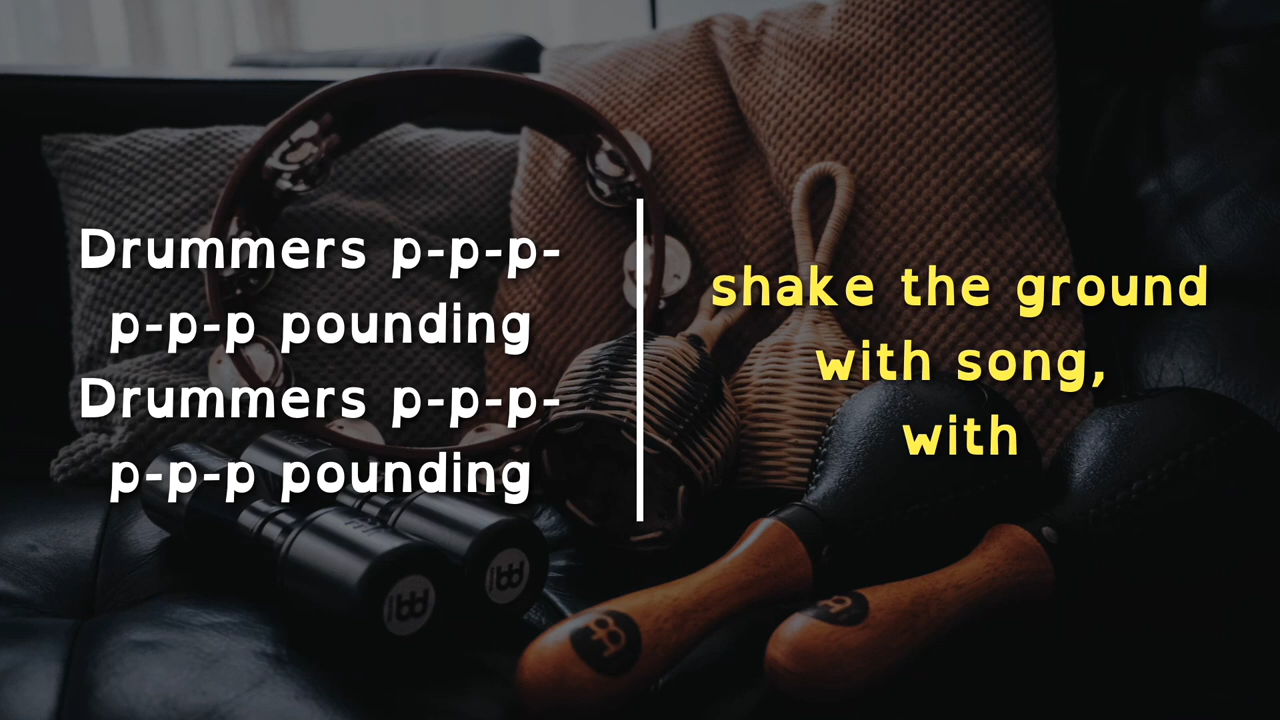 Drummers p-p-p-
p-p-p pounding
Drummers p-p-p-
p-p-p pounding
shake the ground
with song,
with